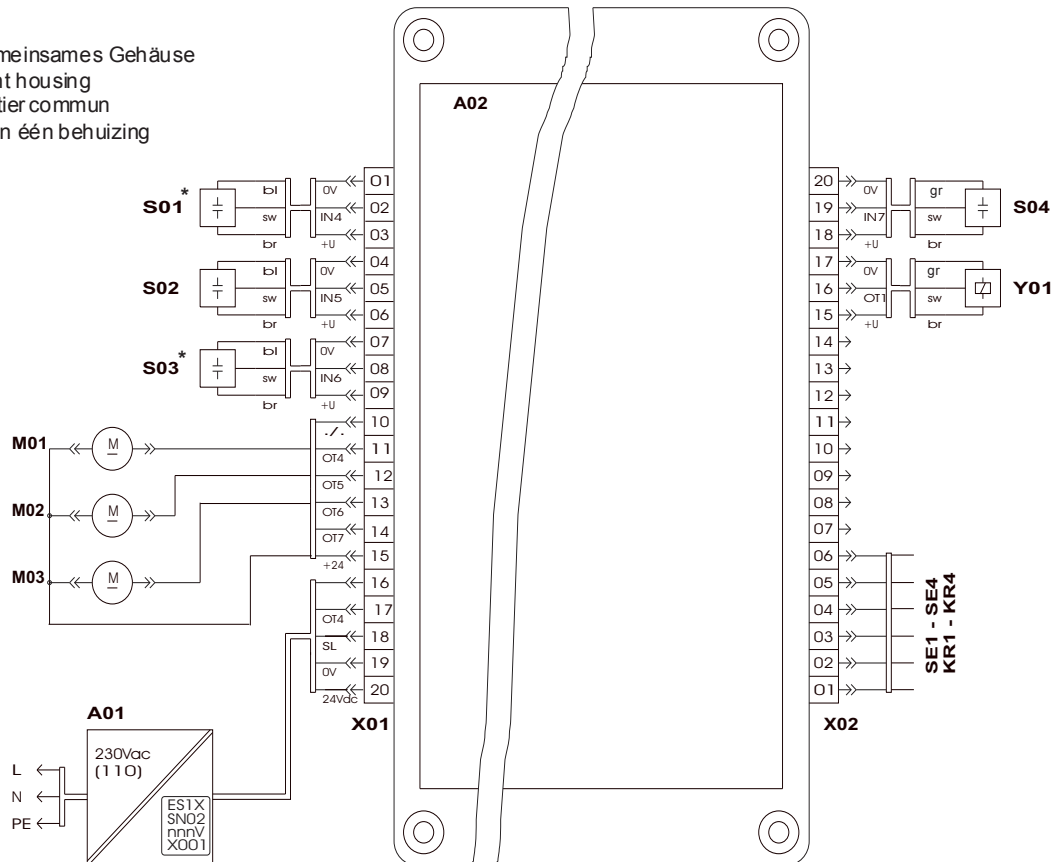 meinsames Gehäuse
nt housing
tier commun
n één behuizing
A02
S01*
bl
sw
br
0V
IN4
+U
01
02
03
S02
bl
sw
br
0V
IN5
+U
04
05
06
S03*
bl
sw
br
0V
IN6
+U
07
08
09
M01
M
M02
M
M03
M
./.
OT4
OT5
OT6
OT7
+24
10
11
12
13
14
15
OT4
SL
0V
24Vdc
16
17
18
19
20
X01
A01
230Vac
(110)
L
N
PE
ES1X
SN02
nnnV
X001
20
19
18
0V
IN7
+U
gr
sw
br
S04
17
16
15
0V
OT1
+U
gr
sw
br
Y01
14
13
12
11
10
09
08
07
06
05
04
03
02
01
SE1 - SE4
KR1 - KR4
X02